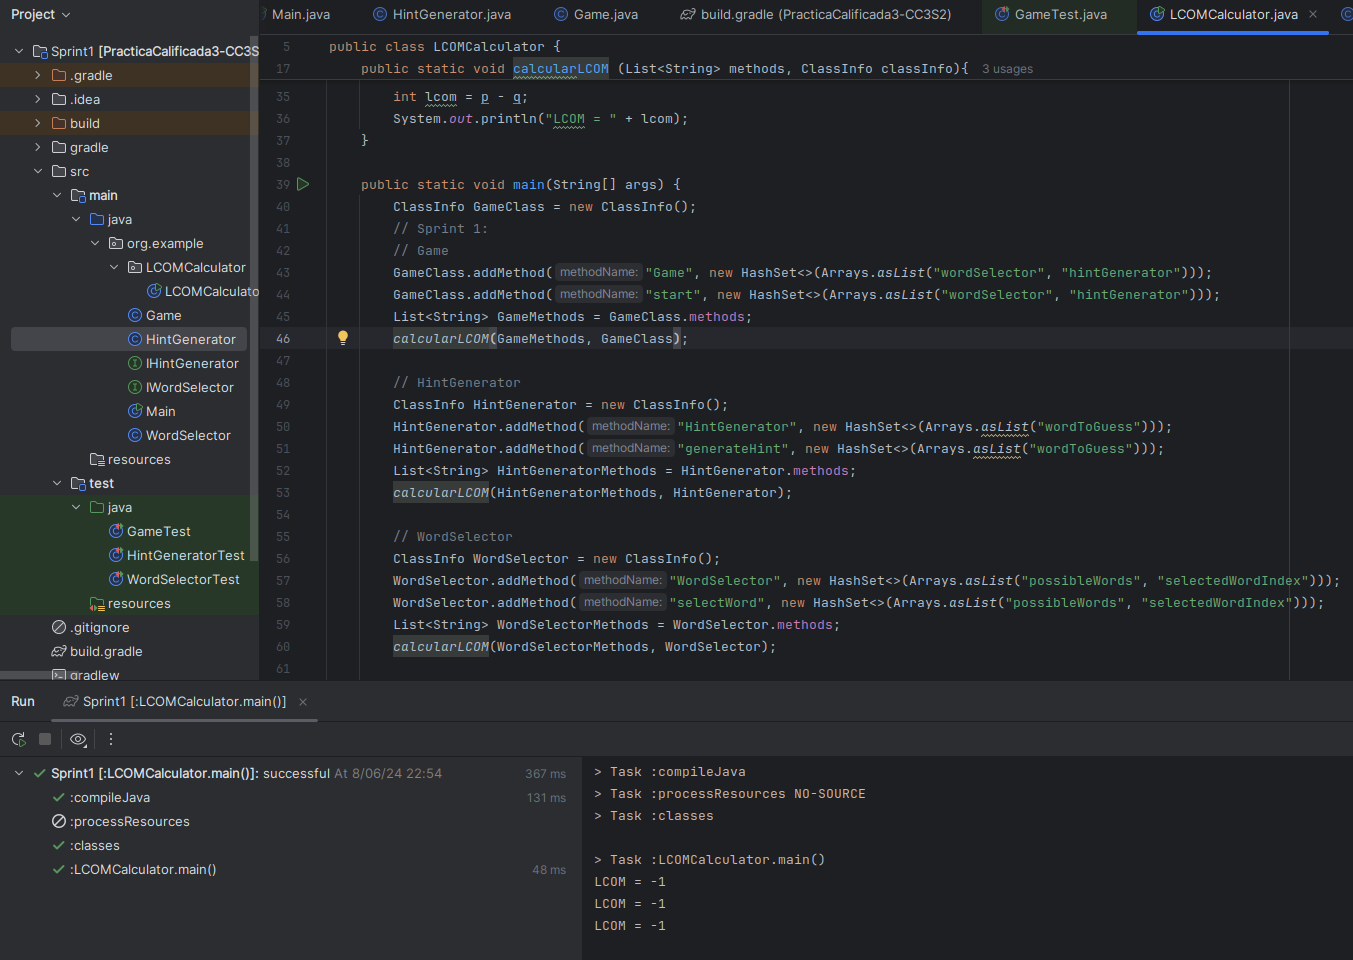 Project
Main.java
HintGenerator.java
Game.java
build.gradle (PracticaCalificada3-CC3S2)
GameTest.java
LCOMCalculator.java
Sprint1 [PracticaCalificada3-CC3S
.gradle
.idea
build
gradle
src
main
java
org.example
LCOMCalculator
LCOMCalculato
Game
HintGenerator
IHintGenerator
IWordSelector
Main
WordSelector
resources
test
java
GameTest
HintGeneratorTest
WordSelectorTest
resources
.gitignore
build.gradle
gradlew
5 public class LCOMCalculator {
17 public static void calcularLCOM (List<String> methods, ClassInfo classInfo){ 3 usages
35 int lcom = p - q;
36 System.out.println("LCOM = " + lcom);
37 }
38
39 public static void main(String[] args) {
40 ClassInfo GameClass = new ClassInfo();
41 // Sprint 1:
42 // Game
43 GameClass.addMethod( methodName: "Game", new HashSet<>(Arrays.asList("wordSelector", "hintGenerator")));
44 GameClass.addMethod( methodName: "start", new HashSet<>(Arrays.asList("wordSelector", "hintGenerator")));
45 List<String> GameMethods = GameClass.methods;
46 calcularLCOM(GameMethods, GameClass);
47
48 // HintGenerator
49 ClassInfo HintGenerator = new ClassInfo();
50 HintGenerator.addMethod( methodName: "HintGenerator", new HashSet<>(Arrays.asList("wordToGuess")));
51 HintGenerator.addMethod( methodName: "generateHint", new HashSet<>(Arrays.asList("wordToGuess")));
52 List<String> HintGeneratorMethods = HintGenerator.methods;
53 calcularLCOM(HintGeneratorMethods, HintGenerator);
54
55 // WordSelector
56 ClassInfo WordSelector = new ClassInfo();
57 WordSelector.addMethod( methodName: "WordSelector", new HashSet<>(Arrays.asList("possibleWords", "selectedWordIndex")));
58 WordSelector.addMethod( methodName: "selectWord", new HashSet<>(Arrays.asList("possibleWords", "selectedWordIndex")));
59 List<String> WordSelectorMethods = WordSelector.methods;
60 calcularLCOM(WordSelectorMethods, WordSelector);
61
Run
Sprint1 [:LCOMCalculator.main()]
Sprint1 [:LCOMCalculator.main()]: successful At 8/06/24 22:54 367 ms
:compileJava 131 ms
:processResources
:classes
:LCOMCalculator.main() 48 ms
> Task :compileJava
> Task :processResources NO-SOURCE
> Task :classes
> Task :LCOMCalculator.main()
LCOM = -1
LCOM = -1
LCOM = -1